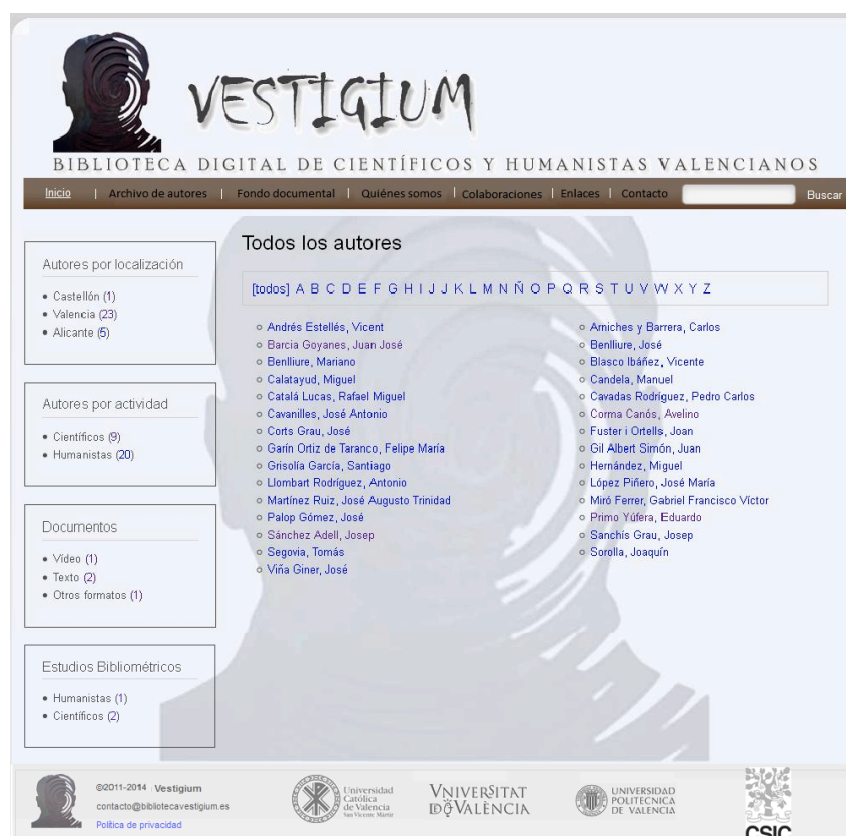 VESTIGIUM
BIBLIOTECA DIGITAL DE CIENTÍFICOS Y HUMANISTAS VALENCIANOS
Inicio | Archivo de autores | Fondo documental | Quiénes somos | Colaboraciones | Enlaces | Contacto Buscar
Autores por localización
Castellón (1)
Valencia (23)
Alicante (5)
Autores por actividad
Científicos (9)
Humanistas (20)
Documentos
Vídeo (1)
Texto (2)
Otros formatos (1)
Estudios Bibliométricos
Humanistas (1)
Científicos (2)
Todos los autores
[todos] A B C D E F G H I J J K L M N Ñ O P Q R S T U V W X Y Z
Andrés Estellés, Vicent
Barcia Goyanes, Juan José
Benlliure, Mariano
Calatayud, Miguel
Catalá Lucas, Rafael Miguel
Cavanilles, José Antonio
Corts Grau, José
Garín Ortiz de Taranco, Felipe María
Grisolía García, Santiago
Llombart Rodríguez, Antonio
Martínez Ruiz, José Augusto Trinidad
Palop Gómez, José
Sánchez Adell, Josep
Segovia, Tomás
Viña Giner, José
Arniches y Barrera, Carlos
Benlliure, José
Blasco Ibáñez, Vicente
Candela, Manuel
Cavadas Rodríguez, Pedro Carlos
Corma Canós, Avelino
Fuster i Ortells, Joan
Gil Albert Simón, Juan
Hernández, Miguel
López Piñero, José María
Miró Ferrer, Gabriel Francisco Víctor
Primo Yúfera, Eduardo
Sanchís Grau, Josep
Sorolla, Joaquín
©2011-2014 Vestigium
contacto@bibliotecavestigium.es
Política de privacidad
Universidad
Católica
de Valencia
San Vicente Mártir
VNIVERSITAT
ID ǾVALÈNCIA
UNIVERSIDAD
POLITECNICA
DE VALENCIA
CSIC